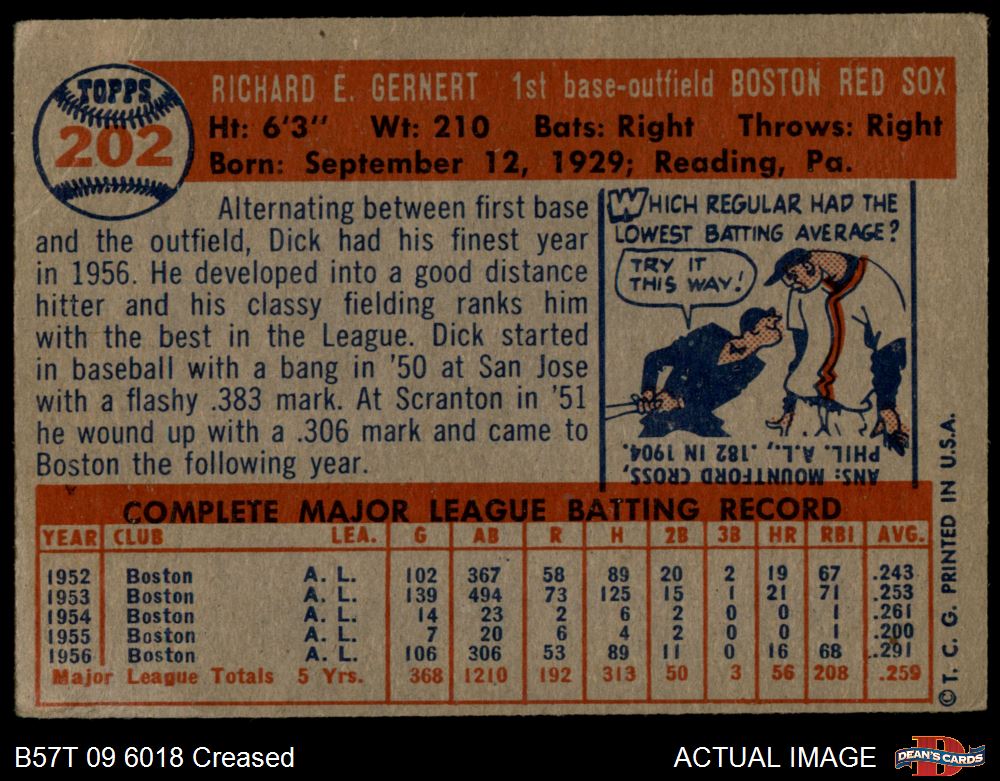 TOPPS
202
RICHARD E. GERNERT 1st base-outfield BOSTON RED SOX
Ht: 6'3" Wt: 210 Bats: Right Throws: Right
Born: September 12, 1929; Reading, Pa.
Alternating between first base
and the outfield, Dick had his finest year
in 1956. He developed into a good distance
hitter and his classy fielding ranks him
with the best in the League. Dick started
in baseball with a bang in '50 at San Jose
with a flashy .383 mark. At Scranton in '51
he wound up with a .306 mark and came to
Boston the following year.
WHICH REGULAR HAD THE
LOWEST BATTING AVERAGE?
TRY IT
THIS WAY!
ANS: MOUNTFORD CROSS,
PHIL. A.L., .182 IN 1904.
COMPLETE MAJOR LEAGUE BATTING RECORD
YEAR CLUB LEA. G AB R H 2B 3B HR RBI AVG.
1952 Boston A. L. 102 367 58 89 20 2 19 67 .243
1953 Boston A. L. 139 494 73 125 15 1 21 71 .253
1954 Boston A. L. 14 23 2 6 2 0 0 1 .261
1955 Boston A. L. 7 20 6 4 2 0 0 1 .200
1956 Boston A. L. 106 306 53 89 11 0 16 68 .291
Major League Totals 5 Yrs. 368 1210 192 313 50 3 56 208 .259
© T. C. G. PRINTED IN U.S.A.
B57T 09 6018 Creased
ACTUAL IMAGE
D
DEAN'S CARDS